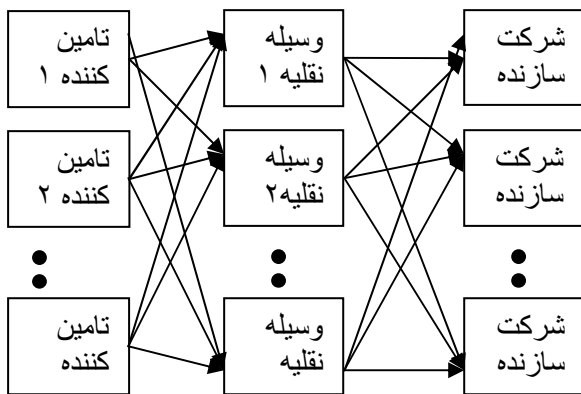 تامین
کننده ۱
وسیله
نقلیه ۱
شرکت
سازنده
تامین
کننده ۲
وسیله
نقلیه۲
شرکت
سازنده
تامین
کننده
وسیله
نقلیه
شرکت
سازنده